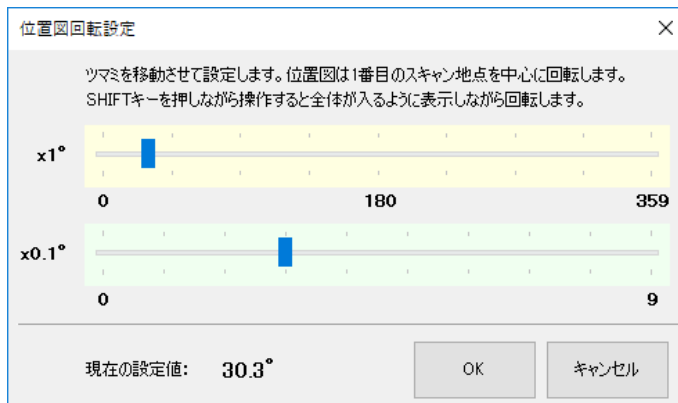 位置図回転設定
ツマミを移動させて設定します。位置図は1番目のスキャン地点を中心に回転します。
SHIFTキーを押しながら操作すると全体が入るように表示しながら回転します。
x1°
0 180 359
x0.1°
0 9
現在の設定値: 30.3° OK キャンセル